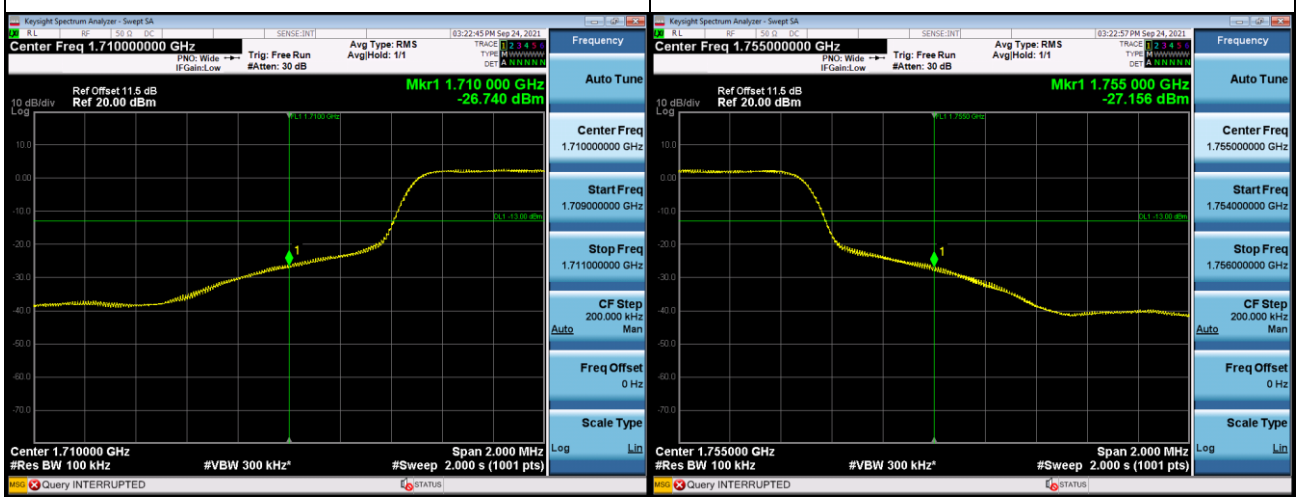 Keysight Spectrum Analyzer - Swept SA
RL RF 50 Ω DC SENSE:INT 03:22:45 PM Sep 24, 2021
Center Freq 1.710000000 GHz
PNO: Wide
IFGain:Low
Trig: Free Run
#Atten: 30 dB
Avg Type: RMS
Avg|Hold: 1/1
TRACE 1 2 3 4 5 6
TYPE M WWWWW
DET A N N N N N
Ref Offset 11.5 dB
Ref 20.00 dBm
Mkr1 1.710 000 GHz
-26.740 dBm
10 dB/div
Log
FL1 1.7100 GHz
10.0
0.00
-10.0
DL1 -13.00 dBm
-20.0
1
-30.0
-40.0
-50.0
-60.0
-70.0
Center 1.710000 GHz
Span 2.000 MHz
#Res BW 100 kHz
#VBW 300 kHz*
#Sweep 2.000 s (1001 pts)
MSG Query INTERRUPTED STATUS
Frequency
Auto Tune
Center Freq
1.710000000 GHz
Start Freq
1.709000000 GHz
Stop Freq
1.711000000 GHz
CF Step
200.000 kHz
Auto Man
Freq Offset
0 Hz
Scale Type
Log Lin
Keysight Spectrum Analyzer - Swept SA
RL RF 50 Ω DC SENSE:INT 03:22:57 PM Sep 24, 2021
Center Freq 1.755000000 GHz
PNO: Wide
IFGain:Low
Trig: Free Run
#Atten: 30 dB
Avg Type: RMS
Avg|Hold: 1/1
TRACE 1 2 3 4 5 6
TYPE M WWWWW
DET A N N N N N
Ref Offset 11.5 dB
Ref 20.00 dBm
Mkr1 1.755 000 GHz
-27.156 dBm
10 dB/div
Log
FL1 1.7550 GHz
10.0
0.00
-10.0
DL1 -13.00 dBm
-20.0
1
-30.0
-40.0
-50.0
-60.0
-70.0
Center 1.755000 GHz
Span 2.000 MHz
#Res BW 100 kHz
#VBW 300 kHz*
#Sweep 2.000 s (1001 pts)
MSG Query INTERRUPTED STATUS
Frequency
Auto Tune
Center Freq
1.755000000 GHz
Start Freq
1.754000000 GHz
Stop Freq
1.756000000 GHz
CF Step
200.000 kHz
Auto Man
Freq Offset
0 Hz
Scale Type
Log Lin